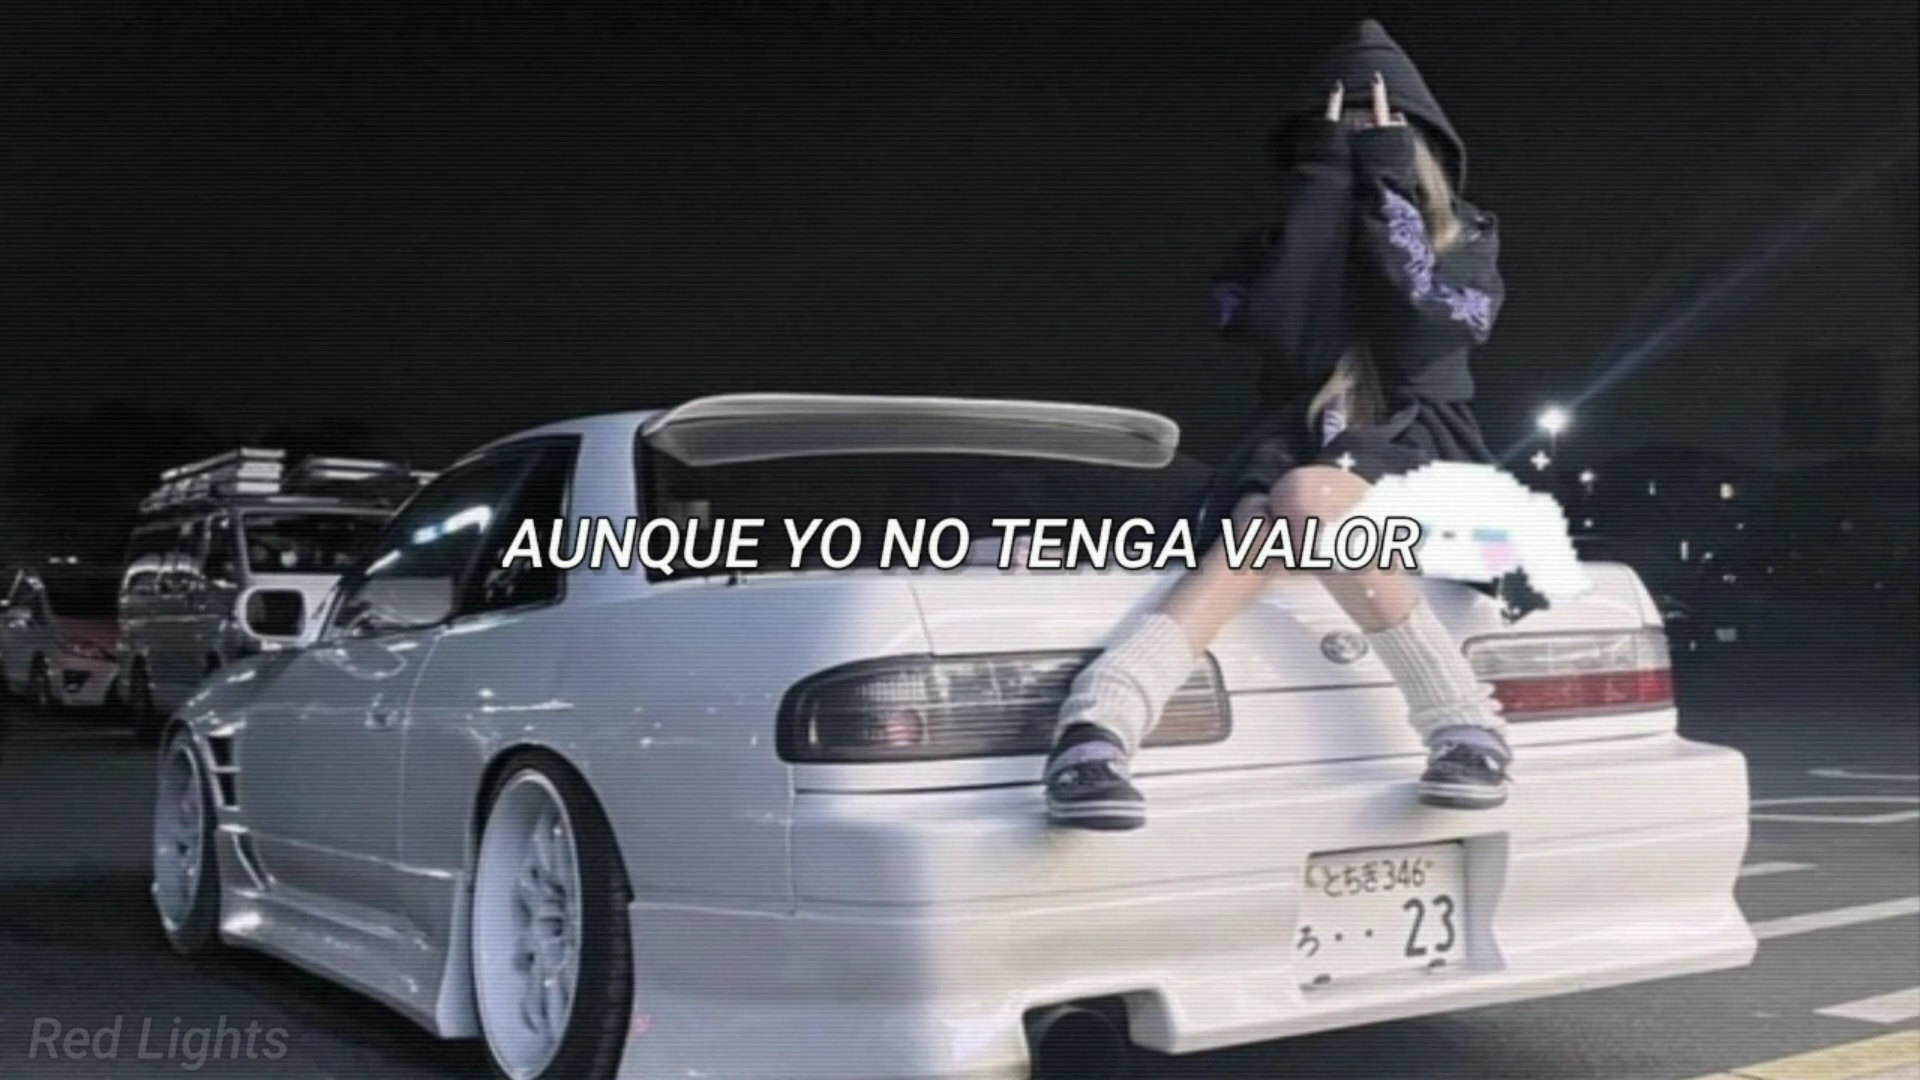 AUNQUE YO NO TENGA VALOR
とちぎ346
ろ・・23
Red Lights